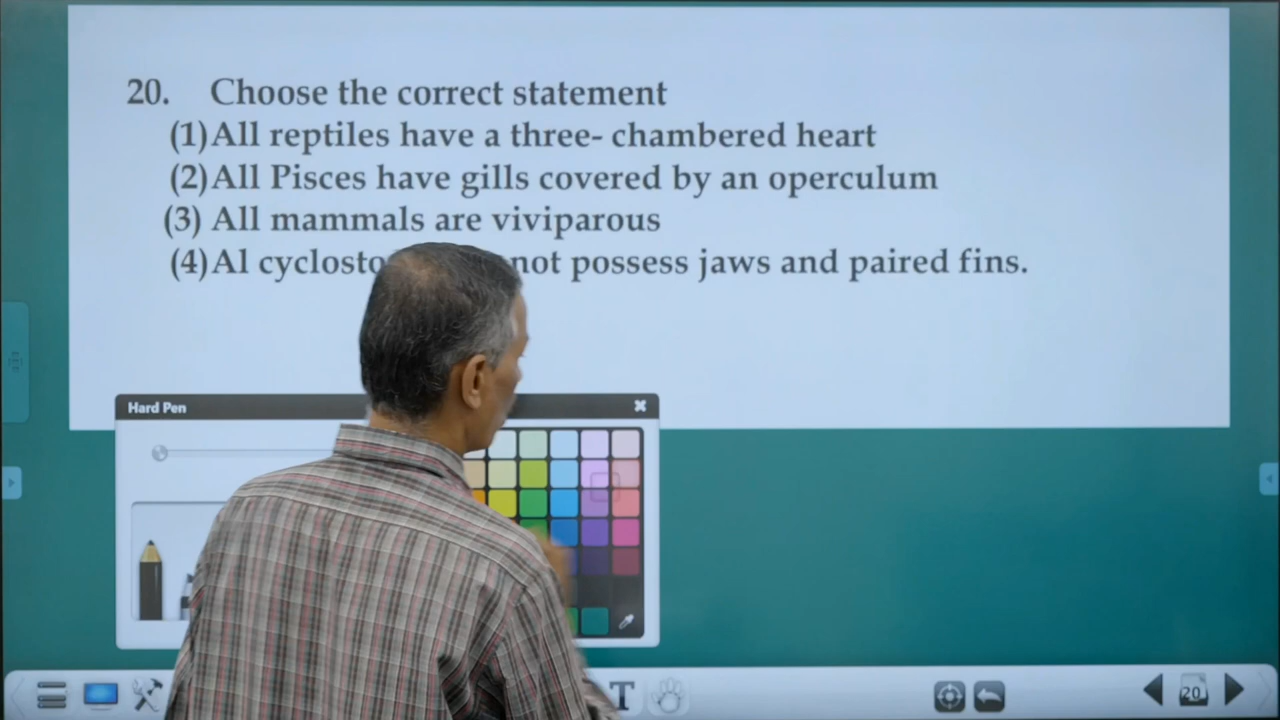 20. Choose the correct statement
(1) All reptiles have a three- chambered heart
(2) All Pisces have gills covered by an operculum
(3) All mammals are viviparous
(4) Al not possess jaws and paired fins.
Hard Pen
T
20